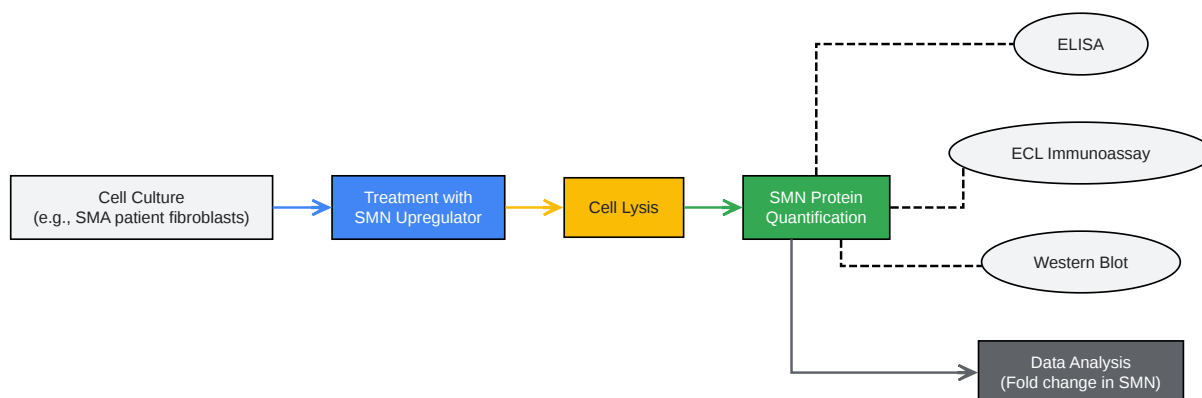 ELISA
ECL Immunoassay
Cell Culture
(e.g., SMA patient fibroblasts)
Treatment with
SMN Upregulator
Cell Lysis
SMN Protein
Quantification
Western Blot
Data Analysis
(Fold change in SMN)